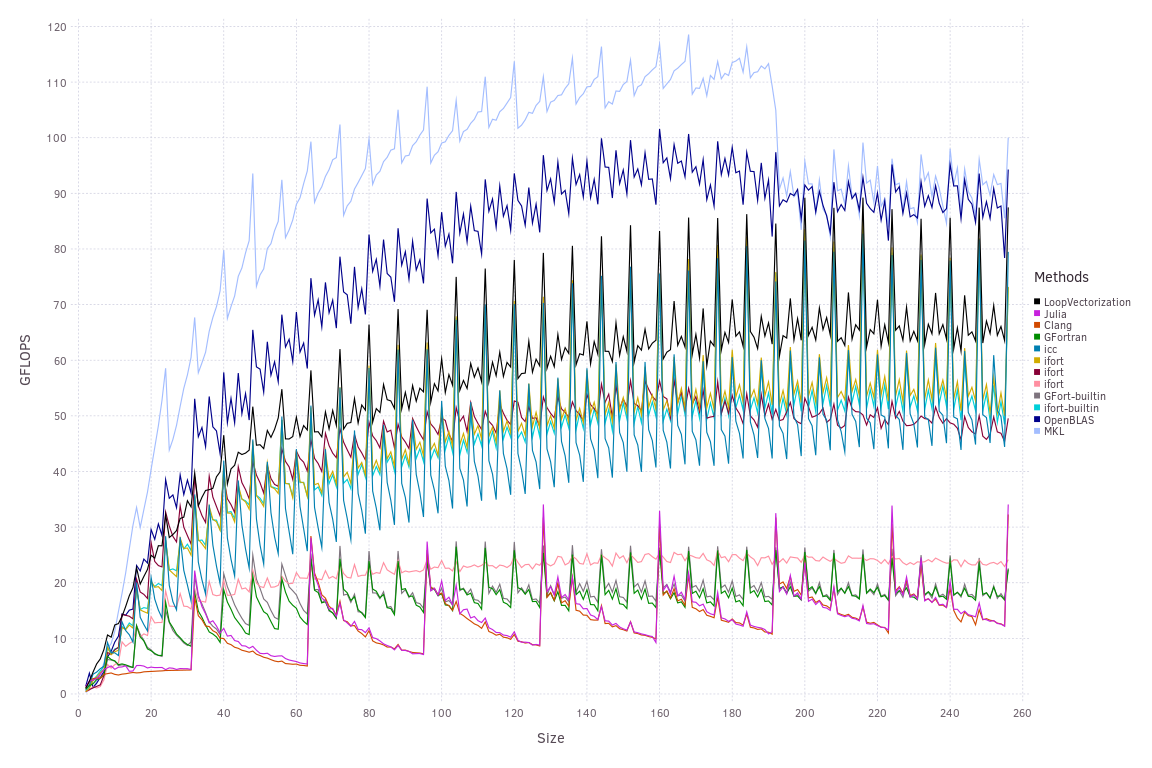 120
110
100
90
80
70
60
50
40
30
20
10
0
GFLOPS
0 20 40 60 80 100 120 140 160 180 200 220 240 260
Size
Methods
LoopVectorization
Julia
Clang
GFortran
icc
ifort
ifort
ifort
GFort-builtin
ifort-builtin
OpenBLAS
MKL